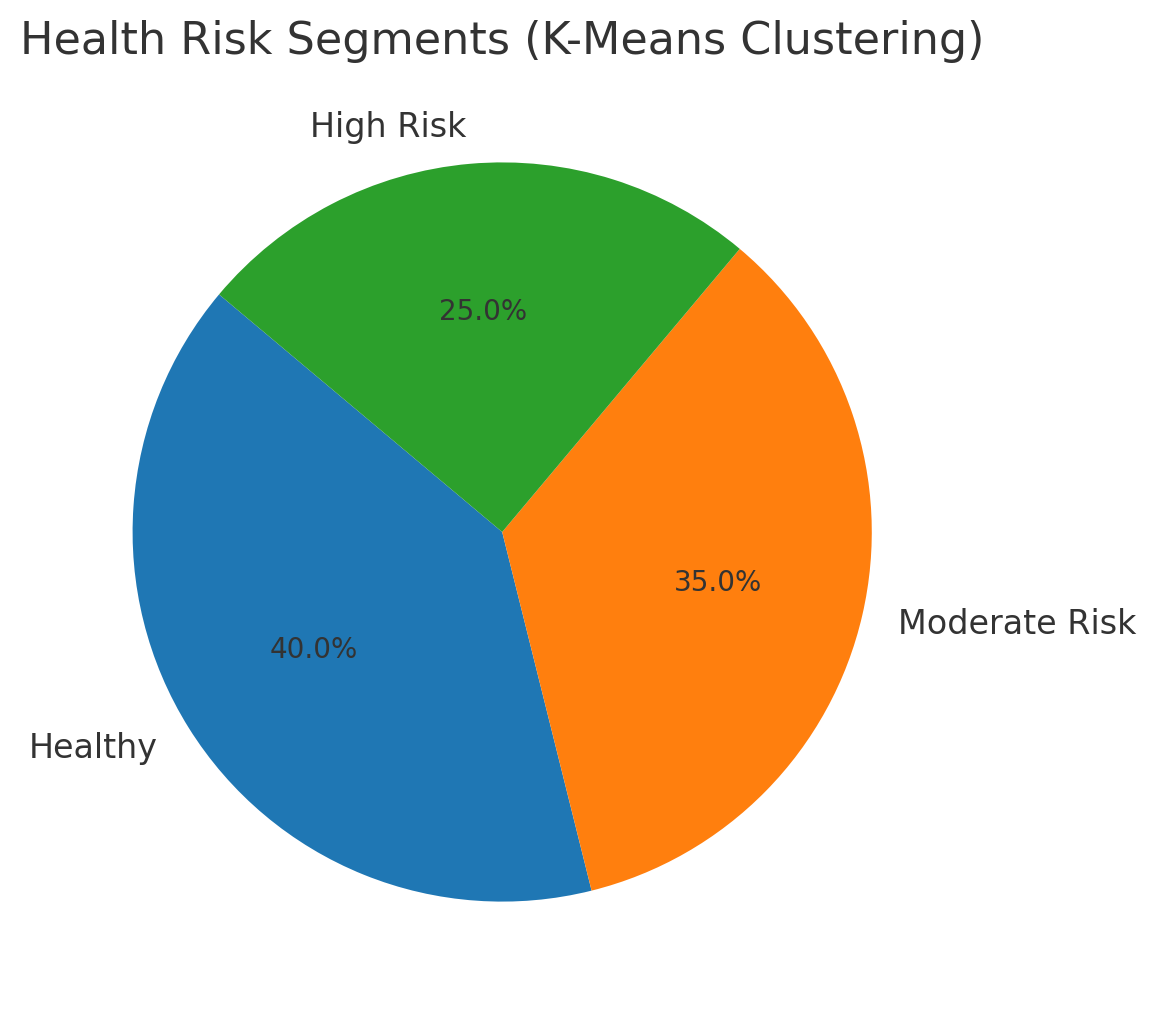 Health Risk Segments (K-Means Clustering)
High Risk
25.0%
35.0%
Moderate Risk
40.0%
Healthy